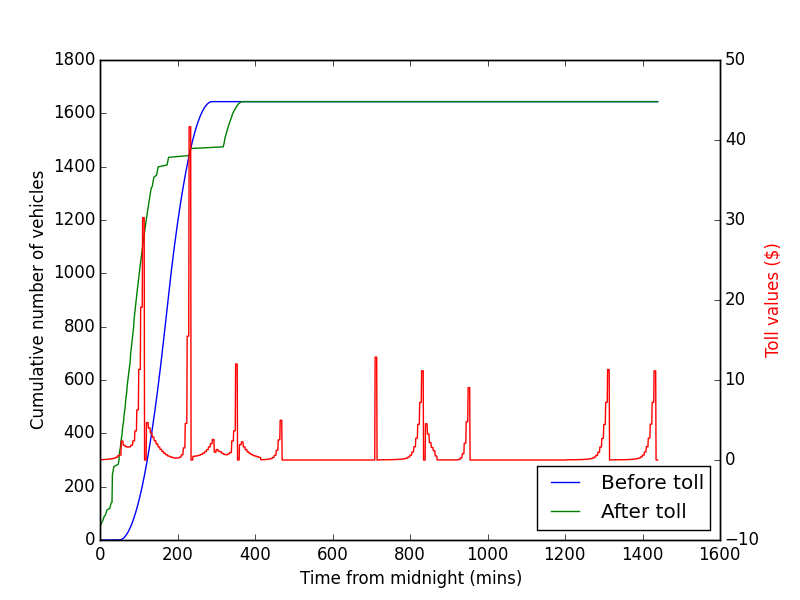 1800
1600
1400
1200
1000
800
600
400
200
0
Cumulative number of vehicles
50
40
30
20
10
0
−10
Toll values ($)
Before toll
After toll
0 200 400 600 800 1000 1200 1400 1600
Time from midnight (mins)